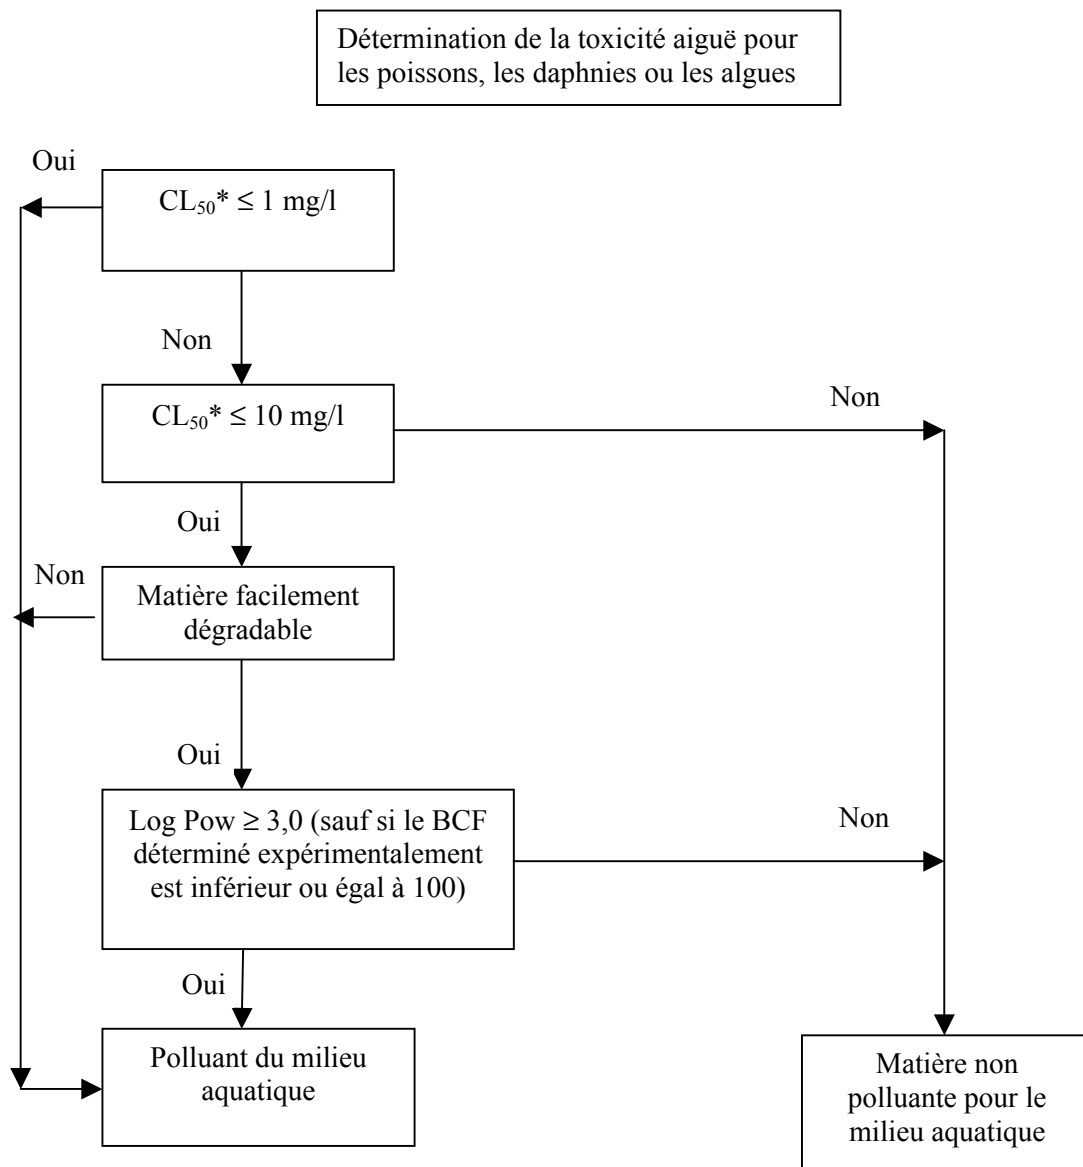 Détermination de la toxicité aiguë pour
les poissons, les daphnies ou les algues
Oui
CL₅₀* ≤ 1 mg/l
Non
CL₅₀* ≤ 10 mg/l
Non
Oui
Non
Matière facilement
dégradable
Oui
Log Pow ≥ 3,0 (sauf si le BCF
déterminé expérimentalement
est inférieur ou égal à 100)
Non
Oui
Polluant du milieu
aquatique
Matière non
polluante pour le
milieu aquatique